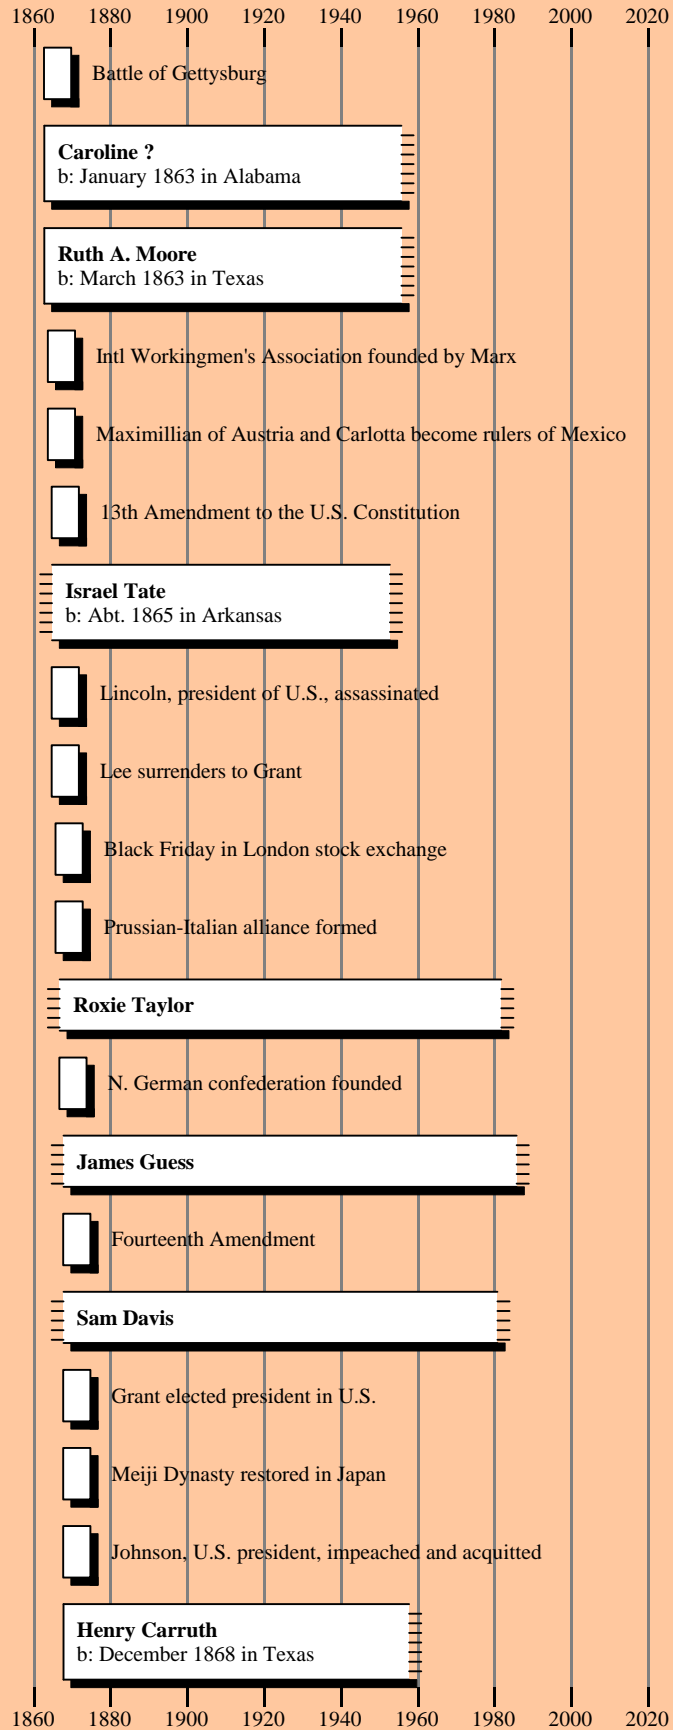 1860 1880 1900 1920 1940 1960 1980 2000 2020
Battle of Gettysburg
Caroline ?
b: January 1863 in Alabama
Ruth A. Moore
b: March 1863 in Texas
Intl Workingmen's Association founded by Marx
Maximillian of Austria and Carlotta become rulers of Mexico
13th Amendment to the U.S. Constitution
Israel Tate
b: Abt. 1865 in Arkansas
Lincoln, president of U.S., assassinated
Lee surrenders to Grant
Black Friday in London stock exchange
Prussian-Italian alliance formed
Roxie Taylor
N. German confederation founded
James Guess
Fourteenth Amendment
Sam Davis
Grant elected president in U.S.
Meiji Dynasty restored in Japan
Johnson, U.S. president, impeached and acquitted
Henry Carruth
b: December 1868 in Texas
1860 1880 1900 1920 1940 1960 1980 2000 2020